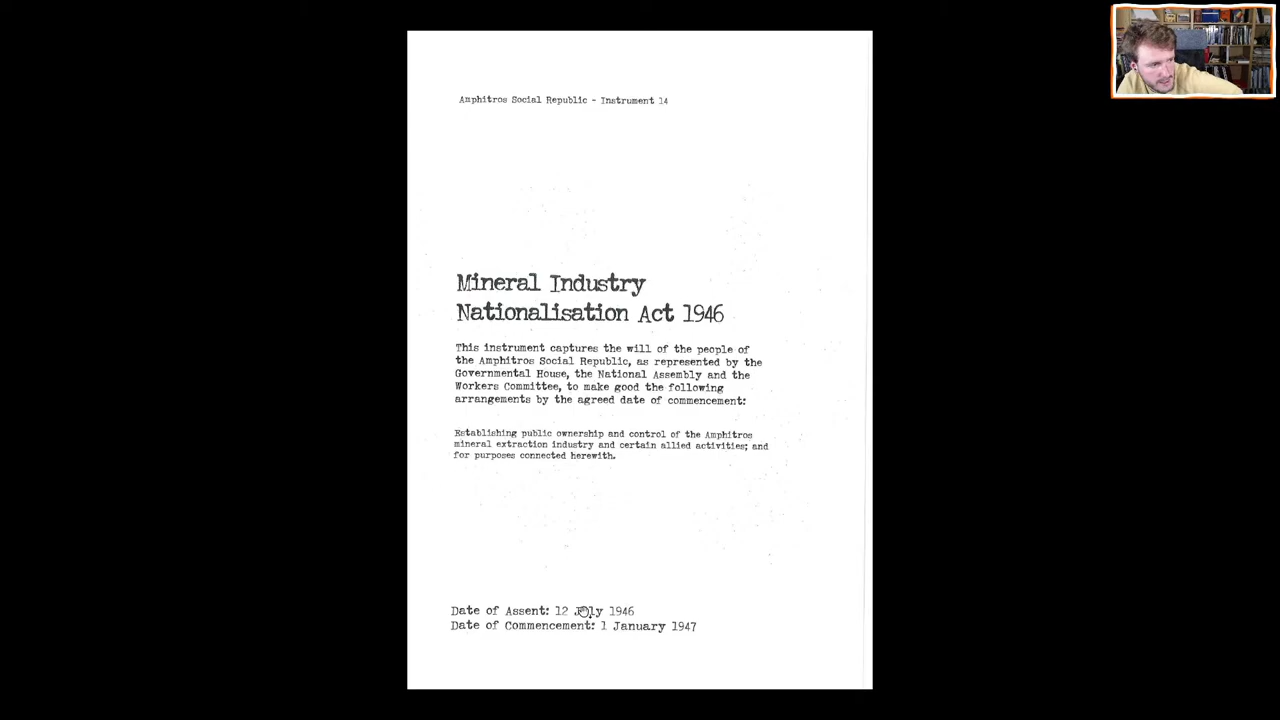 Amphitros Social Republic - Instrument 14
Mineral Industry
Nationalisation Act 1946
This instrument captures the will of the people of
the Amphitros Social Republic, as represented by the
Governmental House, the National Assembly and the
Workers Committee, to make good the following
arrangements by the agreed date of commencement:
Establishing public ownership and control of the Amphitros
mineral extraction industry and certain allied activities; and
for purposes connected herewith.
Date of Assent: 12 July 1946
Date of Commencement: 1 January 1947